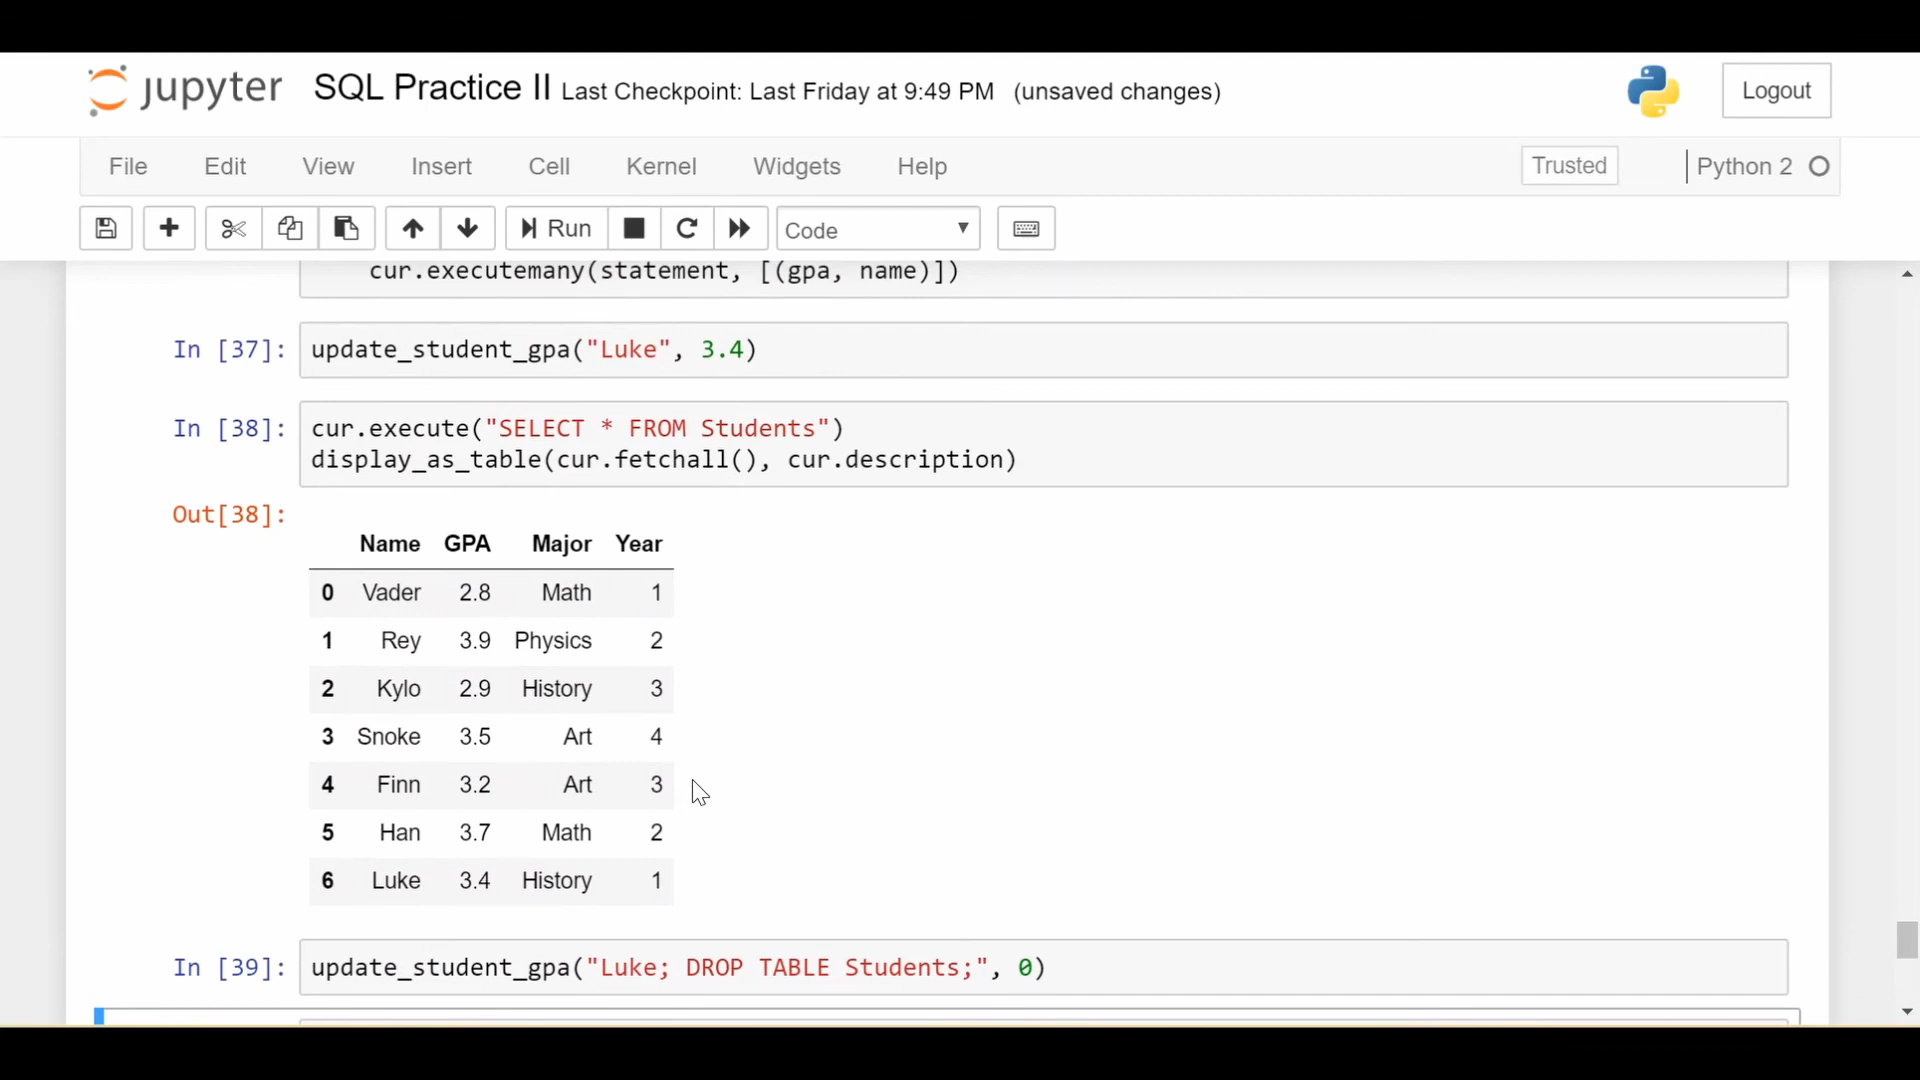 jupyter SQL Practice II Last Checkpoint: Last Friday at 9:49 PM (unsaved changes) Logout
File Edit View Insert Cell Kernel Widgets Help Trusted Python 2
Run Code
cur.executemany(statement, [(gpa, name)])
In [37]: update_student_gpa("Luke", 3.4)
In [38]: cur.execute("SELECT * FROM Students")
display_as_table(cur.fetchall(), cur.description)
Out[38]:
Name GPA Major Year
0 Vader 2.8 Math 1
1 Rey 3.9 Physics 2
2 Kylo 2.9 History 3
3 Snoke 3.5 Art 4
4 Finn 3.2 Art 3
5 Han 3.7 Math 2
6 Luke 3.4 History 1
In [39]: update_student_gpa("Luke; DROP TABLE Students;", 0)